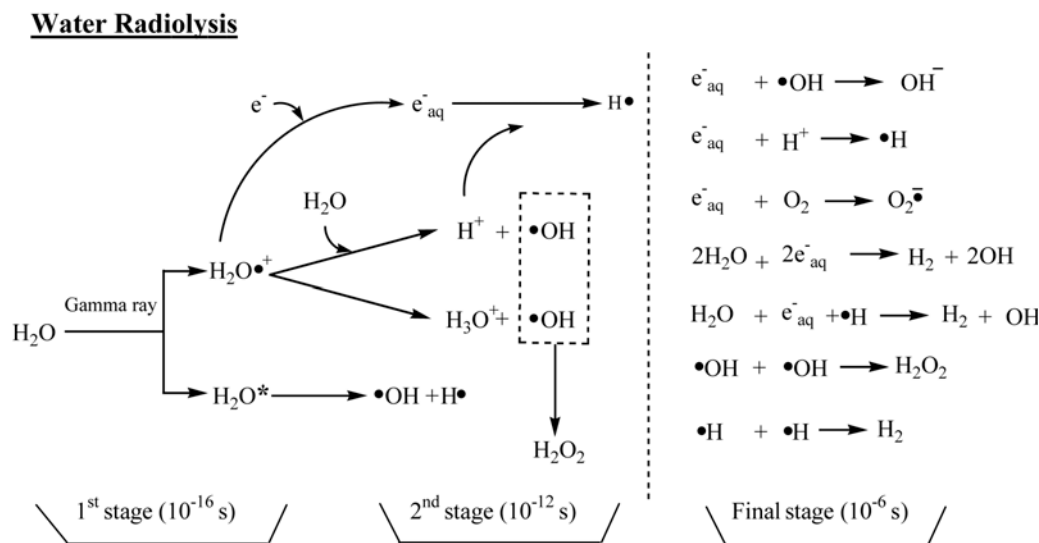 Water Radiolysis
e⁻
e⁻aq
H•
H₂O
H⁺ + •OH
H₂O•⁺
Gamma ray
H₂O
H₃O⁺ + •OH
H₂O* •OH + H•
H₂O₂
e⁻aq + •OH ⟶ OH⁻
e⁻aq + H⁺ ⟶ •H
e⁻aq + O₂ ⟶ O₂•⁻
2H₂O + 2e⁻aq ⟶ H₂ + 2OH
H₂O + e⁻aq + •H ⟶ H₂ + OH
•OH + •OH ⟶ H₂O₂
•H + •H ⟶ H₂
1ˢᵗ stage (10⁻¹⁶ s)
2ⁿᵈ stage (10⁻¹² s)
Final stage (10⁻⁶ s)